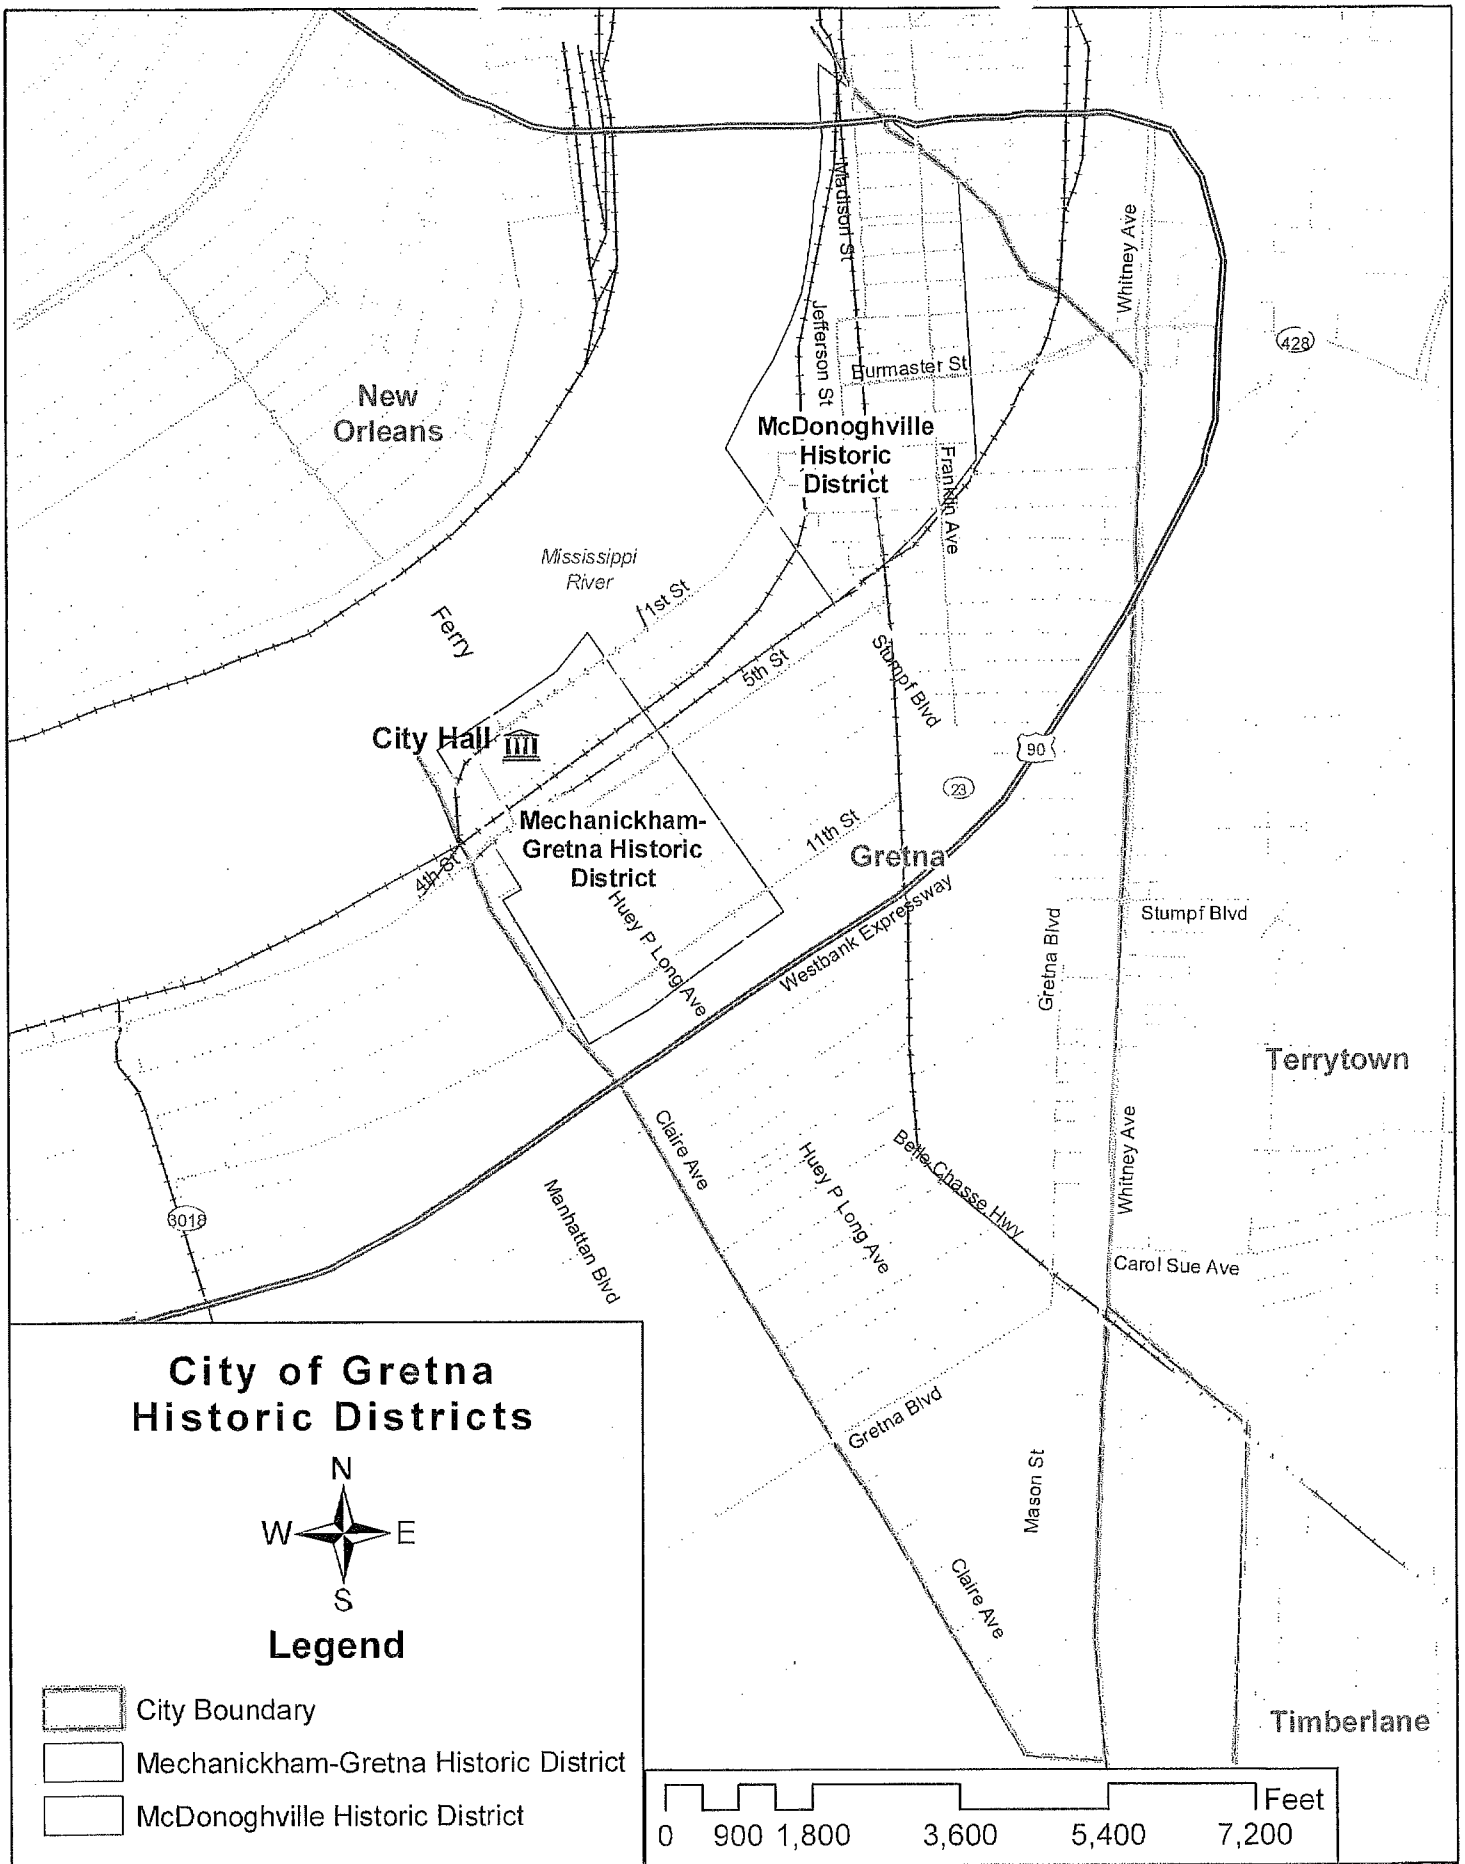 Madison St
Whitney Ave
Jefferson St
428
Burmaster St
New
Orleans
McDonoghville
Historic
District
Franklin Ave
Mississippi
River
1st St
Ferry
5th St
Stumpf Blvd
City Hall
90
23
Mechanickham-
Gretna Historic
District
11th St
Gretna
4th St
Huey P Long Ave
Westbank Expressway
Gretna Blvd
Stumpf Blvd
Terrytown
Claire Ave
Whitney Ave
Belle Chasse Hwy
Huey P Long Ave
Manhattan Blvd
3018
Carol Sue Ave
City of Gretna
Historic Districts
N
W E
S
Legend
City Boundary
Mechanickham-Gretna Historic District
McDonoghville Historic District
Gretna Blvd
Mason St
Claire Ave
Timberlane
Feet
0 900 1,800 3,600 5,400 7,200